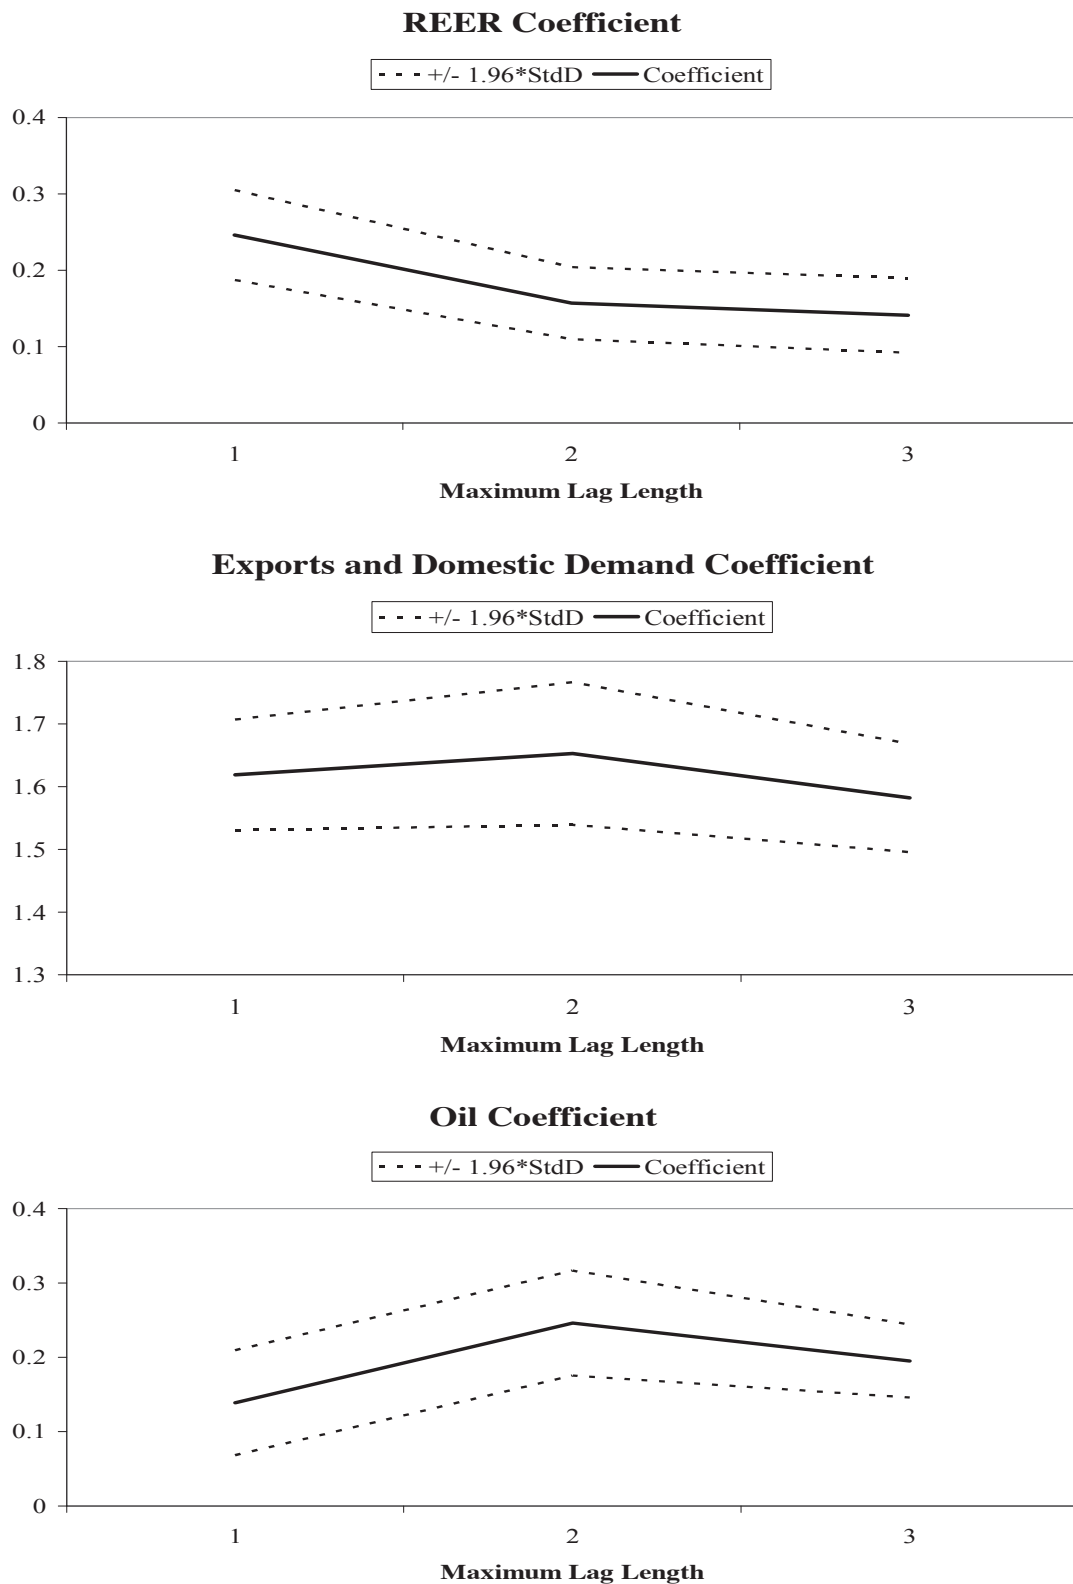 REER Coefficient
+/- 1.96*StdD Coefficient
0.4
0.3
0.2
0.1
0
1 2 3
Maximum Lag Length
Exports and Domestic Demand Coefficient
+/- 1.96*StdD Coefficient
1.8
1.7
1.6
1.5
1.4
1.3
1 2 3
Maximum Lag Length
Oil Coefficient
+/- 1.96*StdD Coefficient
0.4
0.3
0.2
0.1
0
1 2 3
Maximum Lag Length